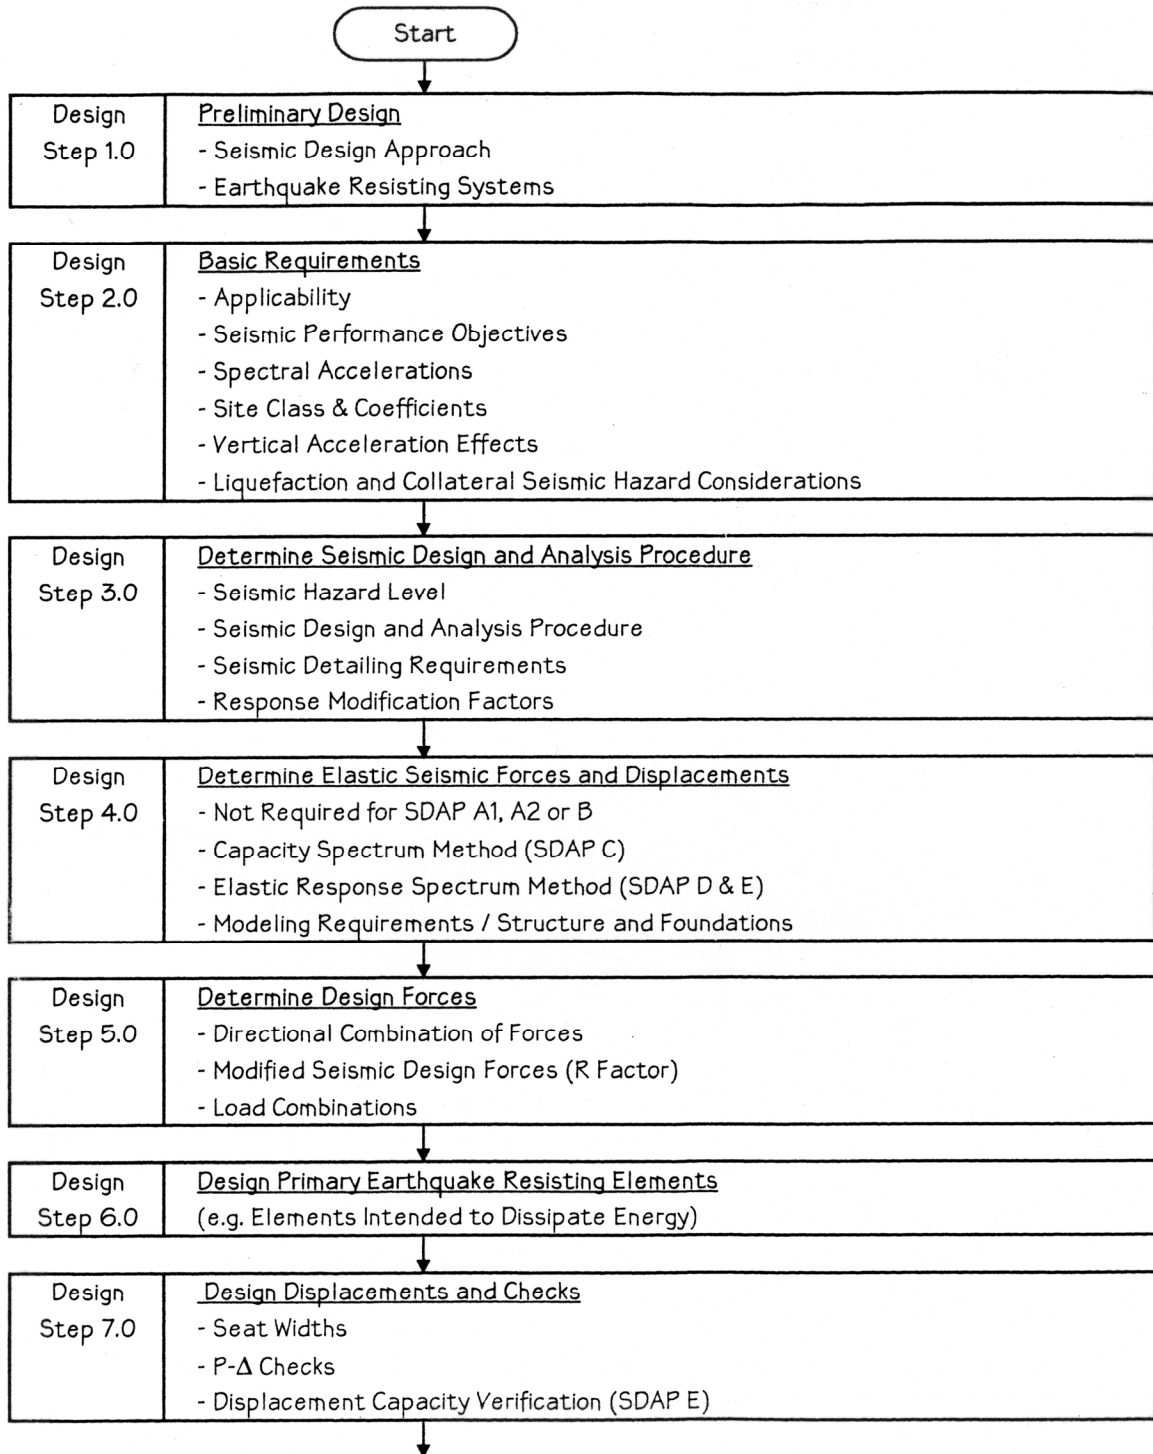 Start
Design
Step 1.0
Preliminary Design
- Seismic Design Approach
- Earthquake Resisting Systems
Design
Step 2.0
Basic Requirements
- Applicability
- Seismic Performance Objectives
- Spectral Accelerations
- Site Class & Coefficients
- Vertical Acceleration Effects
- Liquefaction and Collateral Seismic Hazard Considerations
Design
Step 3.0
Determine Seismic Design and Analysis Procedure
- Seismic Hazard Level
- Seismic Design and Analysis Procedure
- Seismic Detailing Requirements
- Response Modification Factors
Design
Step 4.0
Determine Elastic Seismic Forces and Displacements
- Not Required for SDAP A1, A2 or B
- Capacity Spectrum Method (SDAP C)
- Elastic Response Spectrum Method (SDAP D & E)
- Modeling Requirements / Structure and Foundations
Design
Step 5.0
Determine Design Forces
- Directional Combination of Forces
- Modified Seismic Design Forces (R Factor)
- Load Combinations
Design
Step 6.0
Design Primary Earthquake Resisting Elements
(e.g. Elements Intended to Dissipate Energy)
Design
Step 7.0
Design Displacements and Checks
- Seat Widths
- P-Δ Checks
- Displacement Capacity Verification (SDAP E)